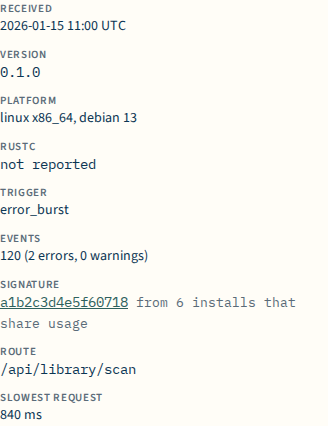 RECEIVED
2026-01-15 11:00 UTC
VERSION
0.1.0
PLATFORM
linux x86_64, debian 13
RUSTC
not reported
TRIGGER
error_burst
EVENTS
120 (2 errors, 0 warnings)
SIGNATURE
a1b2c3d4e5f60718 from 6 installs that
share usage
ROUTE
/api/library/scan
SLOWEST REQUEST
840 ms